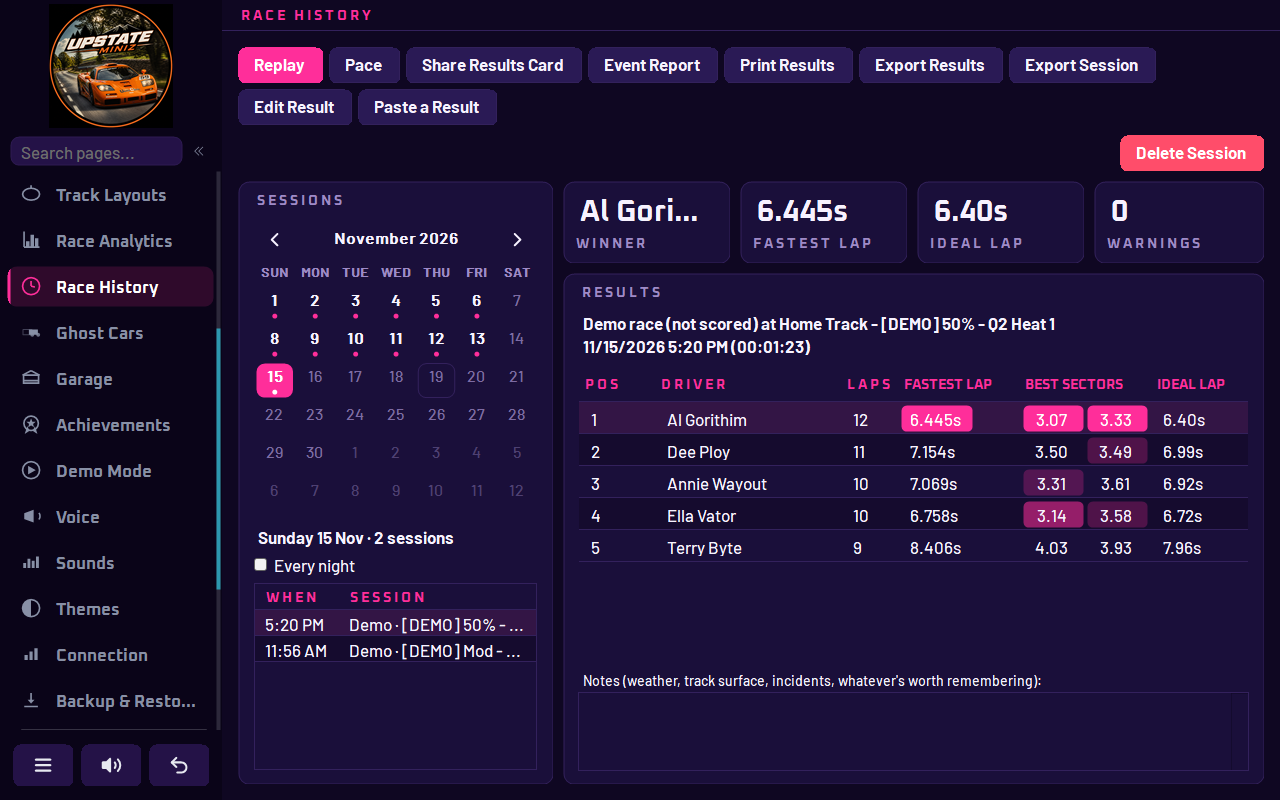 UPSTATE
MINIZ
Search pages...
Track Layouts
Race Analytics
Race History
Ghost Cars
Garage
Achievements
Demo Mode
Voice
Sounds
Themes
Connection
Backup & Resto...
RACE HISTORY
Replay
Pace
Share Results Card
Event Report
Print Results
Export Results
Export Session
Edit Result
Paste a Result
Delete Session
SESSIONS
November 2026
SUN MON TUE WED THU FRI SAT
1 2 3 4 5 6 7
8 9 10 11 12 13 14
15 16 17 18 19 20 21
22 23 24 25 26 27 28
29 30 1 2 3 4 5
6 7 8 9 10 11 12
Sunday 15 Nov · 2 sessions
Every night
WHEN SESSION
5:20 PM Demo · [DEMO] 50% - ...
11:56 AM Demo · [DEMO] Mod - ...
Al Gori...
WINNER
6.445s
FASTEST LAP
6.40s
IDEAL LAP
0
WARNINGS
RESULTS
Demo race (not scored) at Home Track - [DEMO] 50% - Q2 Heat 1
11/15/2026 5:20 PM (00:01:23)
POS DRIVER LAPS FASTEST LAP BEST SECTORS IDEAL LAP
1 Al Gorithim 12 6.445s 3.07 3.33 6.40s
2 Dee Ploy 11 7.154s 3.50 3.49 6.99s
3 Annie Wayout 10 7.069s 3.31 3.61 6.92s
4 Ella Vator 10 6.758s 3.14 3.58 6.72s
5 Terry Byte 9 8.406s 4.03 3.93 7.96s
Notes (weather, track surface, incidents, whatever's worth remembering):